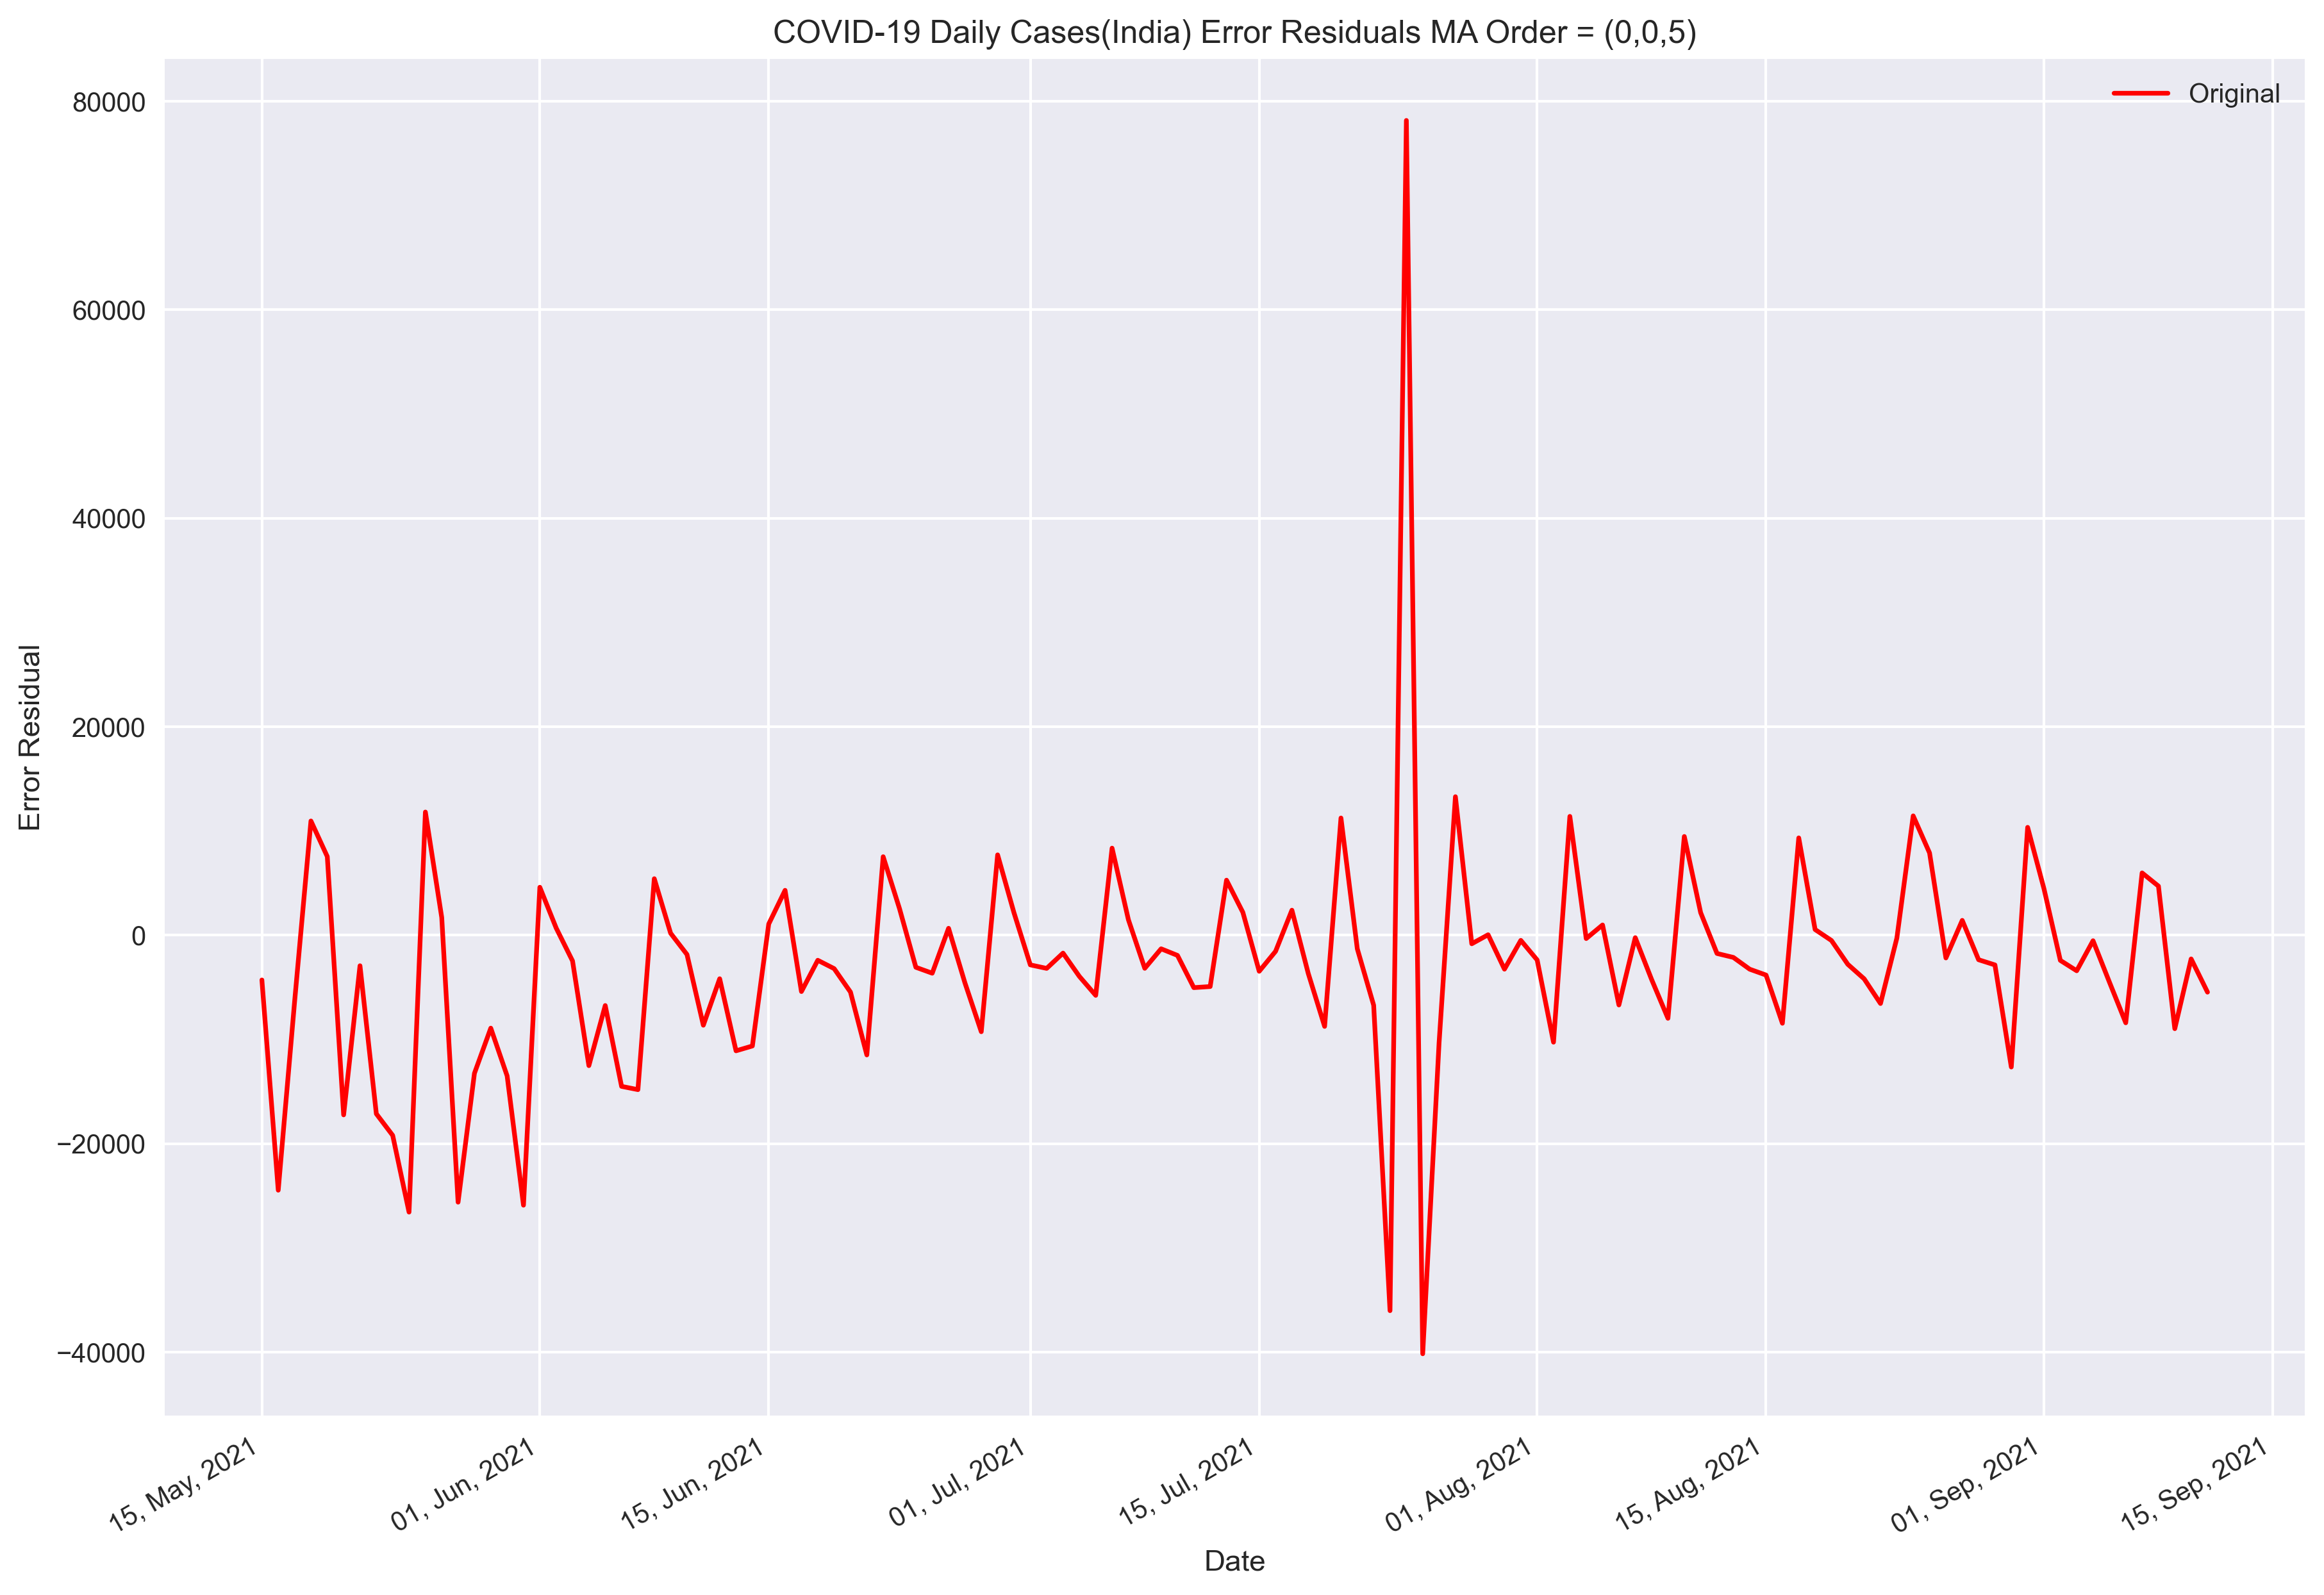 COVID-19 Daily Cases(India) Error Residuals MA Order = (0,0,5)
Original
80000
60000
40000
20000
0
−20000
−40000
Error Residual
15, May, 2021
01, Jun, 2021
15, Jun, 2021
01, Jul, 2021
15, Jul, 2021
01, Aug, 2021
15, Aug, 2021
01, Sep, 2021
15, Sep, 2021
Date